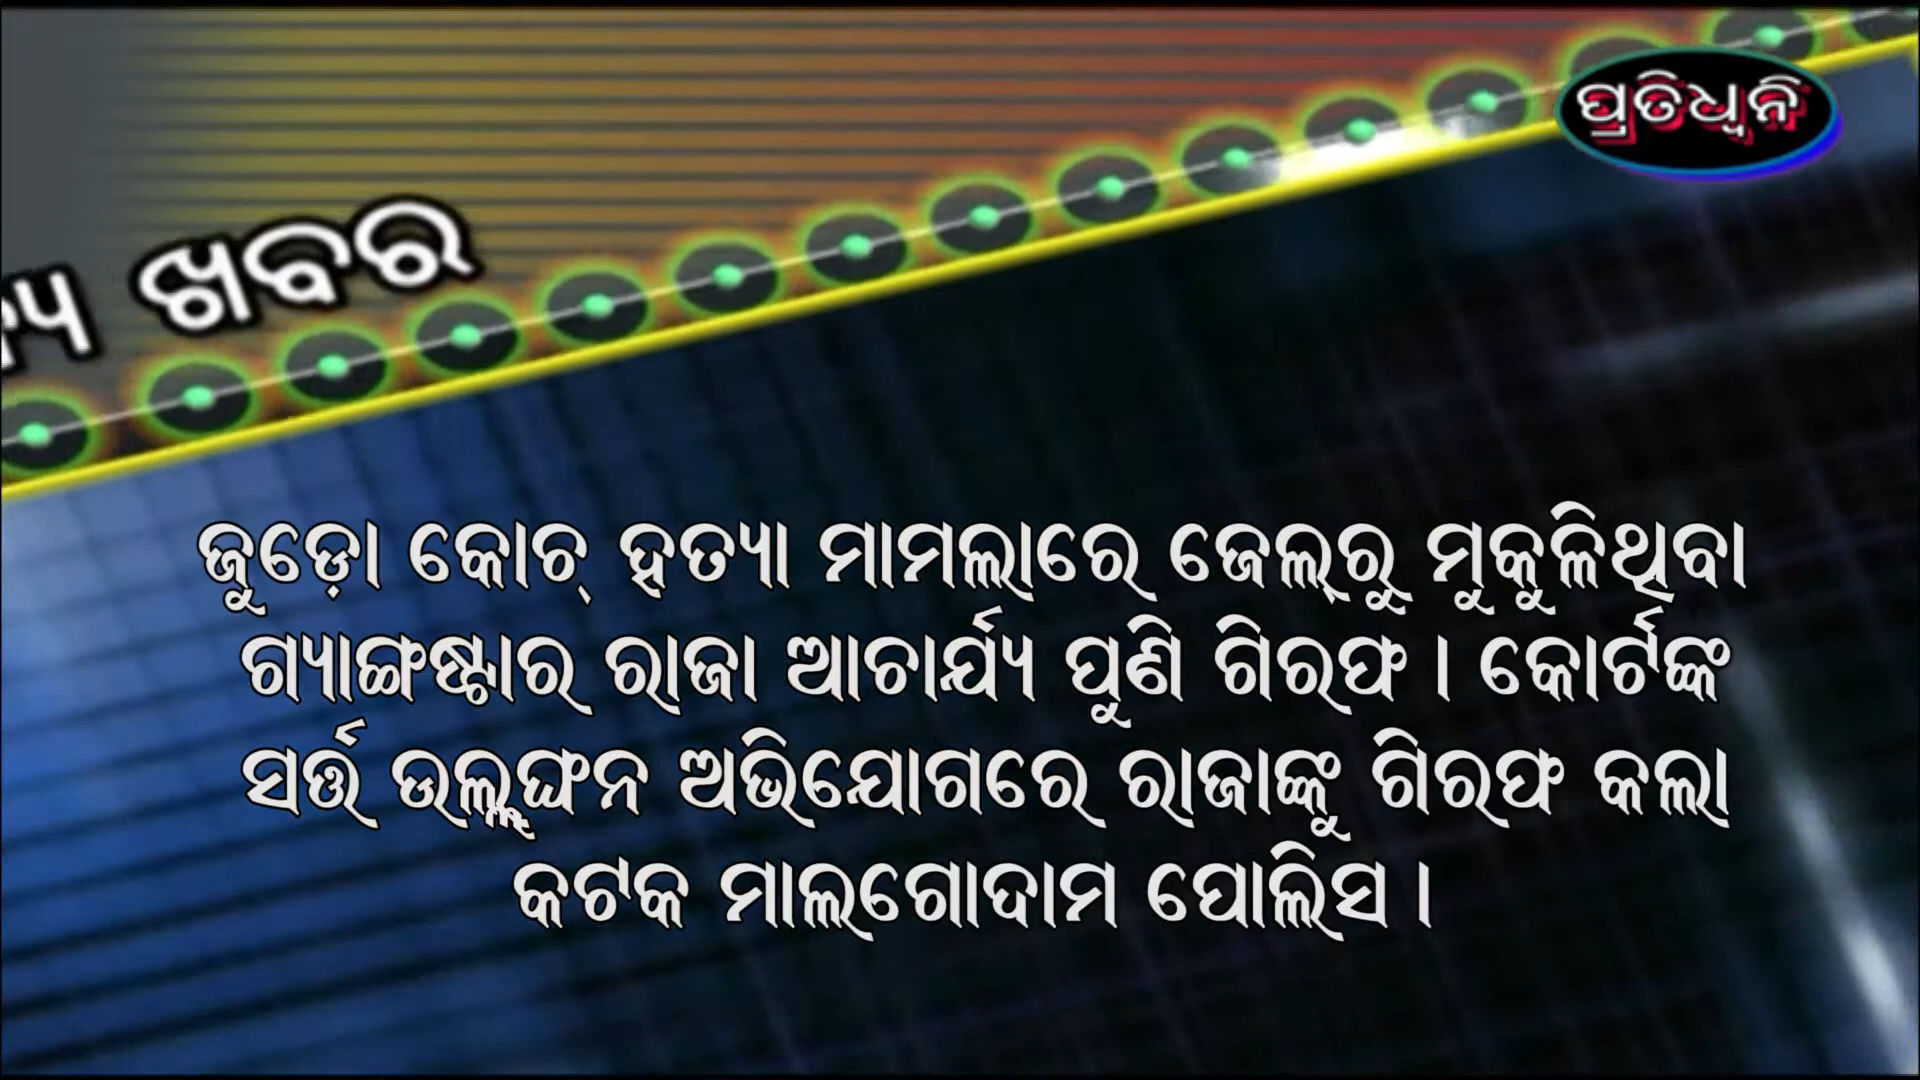 ପ୍ରତିଧ୍ୱନି
ଖବର
ଜୁଡ଼ୋ କୋଚ୍ ହତ୍ୟା ମାମଲାରେ ଜେଲ୍‌ରୁ ମୁକୁଳିଥିବା
ଗ୍ୟାଙ୍ଗଷ୍ଟାର ରାଜା ଆଚାର୍ଯ୍ୟ ପୁଣି ଗିରଫ । କୋର୍ଟଙ୍କ
ସର୍ତ୍ତ ଉଲ୍ଲଙ୍ଘନ ଅଭିଯୋଗରେ ରାଜାଙ୍କୁ ଗିରଫ କଲା
କଟକ ମାଲଗୋଦାମ ପୋଲିସ ।